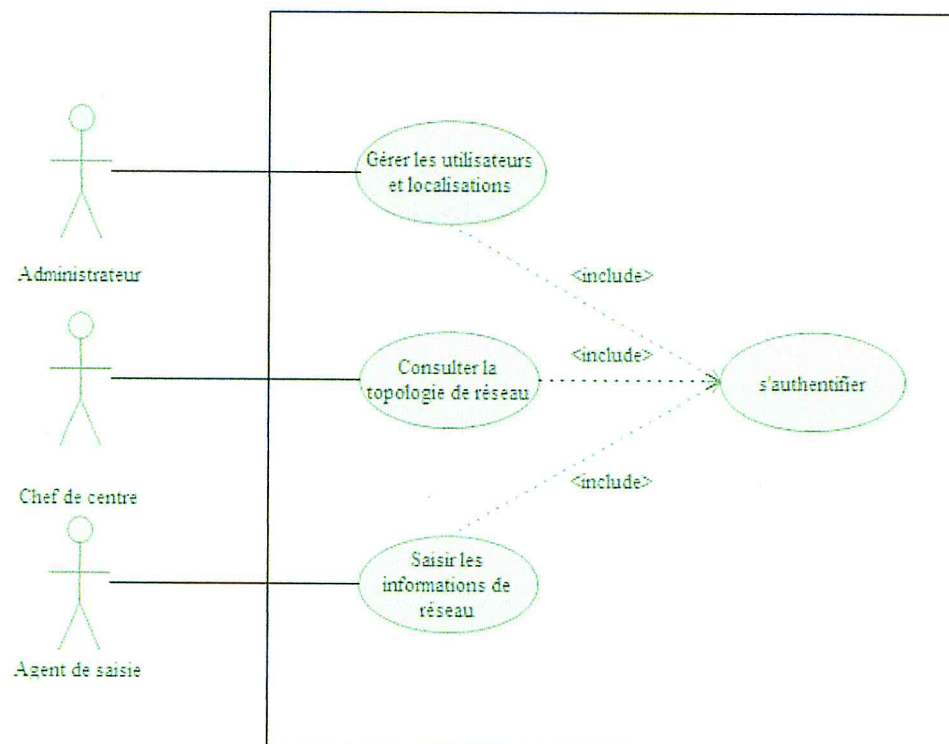 Gérer les utilisateurs
et localisations
Administrateur
<include>
Consulter la
topologie de réseau
<include>
s'authentifier
Chef de centre
<include>
Saisir les
informations de
réseau
Agent de saisie